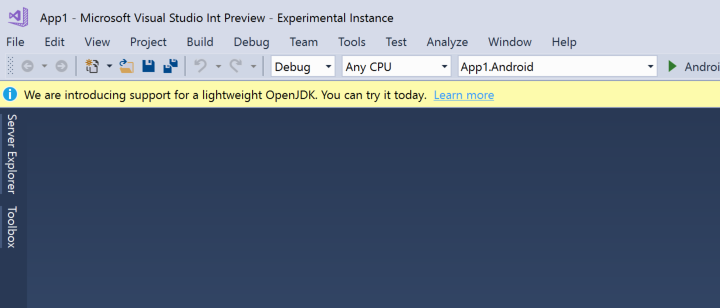 App1 - Microsoft Visual Studio Int Preview - Experimental Instance
File Edit View Project Build Debug Team Tools Test Analyze Window Help
Debug Any CPU App1.Android Androi
We are introducing support for a lightweight OpenJDK. You can try it today. Learn more
Server Explorer
Toolbox